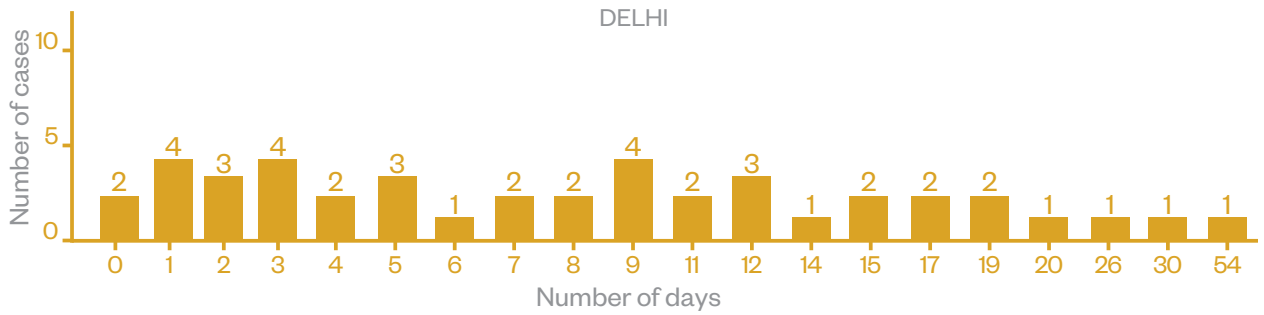 DELHI
Number of cases
10
5
0
2 4 3 4 2 3 1 2 2 4 2 3 1 2 2 2 1 1 1 1
0 1 2 3 4 5 6 7 8 9 11 12 14 15 17 19 20 26 30 54
Number of days